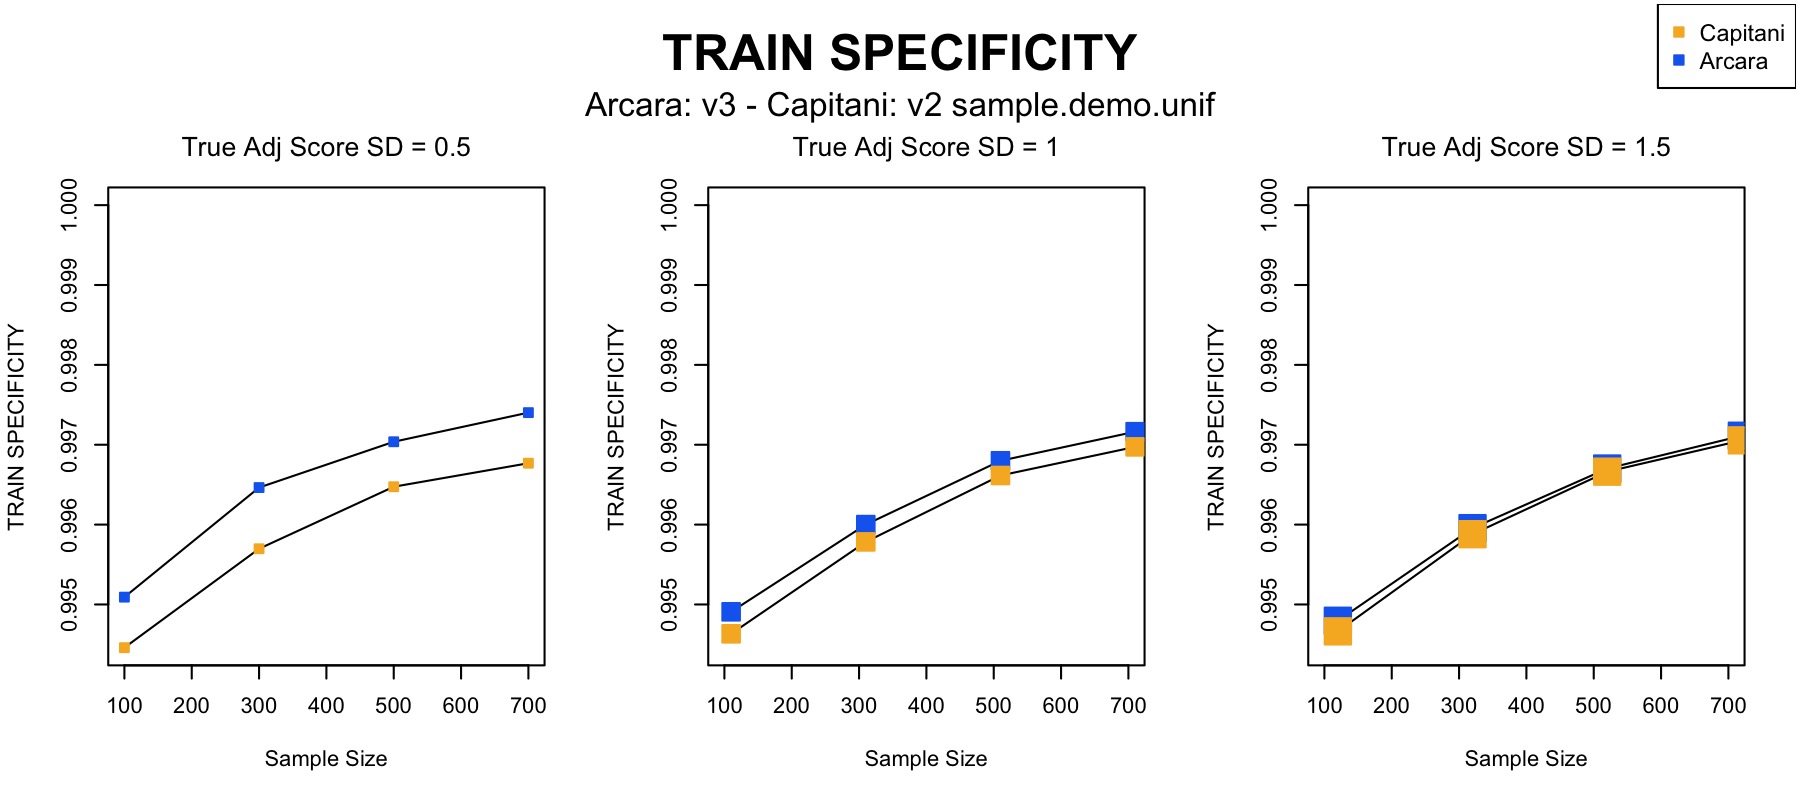 TRAIN SPECIFICITY
Arcara: v3 - Capitani: v2 sample.demo.unif
Capitani
Arcara
True Adj Score SD = 0.5
TRAIN SPECIFICITY
1.000
0.999
0.998
0.997
0.996
0.995
100 200 300 400 500 600 700
Sample Size
True Adj Score SD = 1
TRAIN SPECIFICITY
1.000
0.999
0.998
0.997
0.996
0.995
100 200 300 400 500 600 700
Sample Size
True Adj Score SD = 1.5
TRAIN SPECIFICITY
1.000
0.999
0.998
0.997
0.996
0.995
100 200 300 400 500 600 700
Sample Size